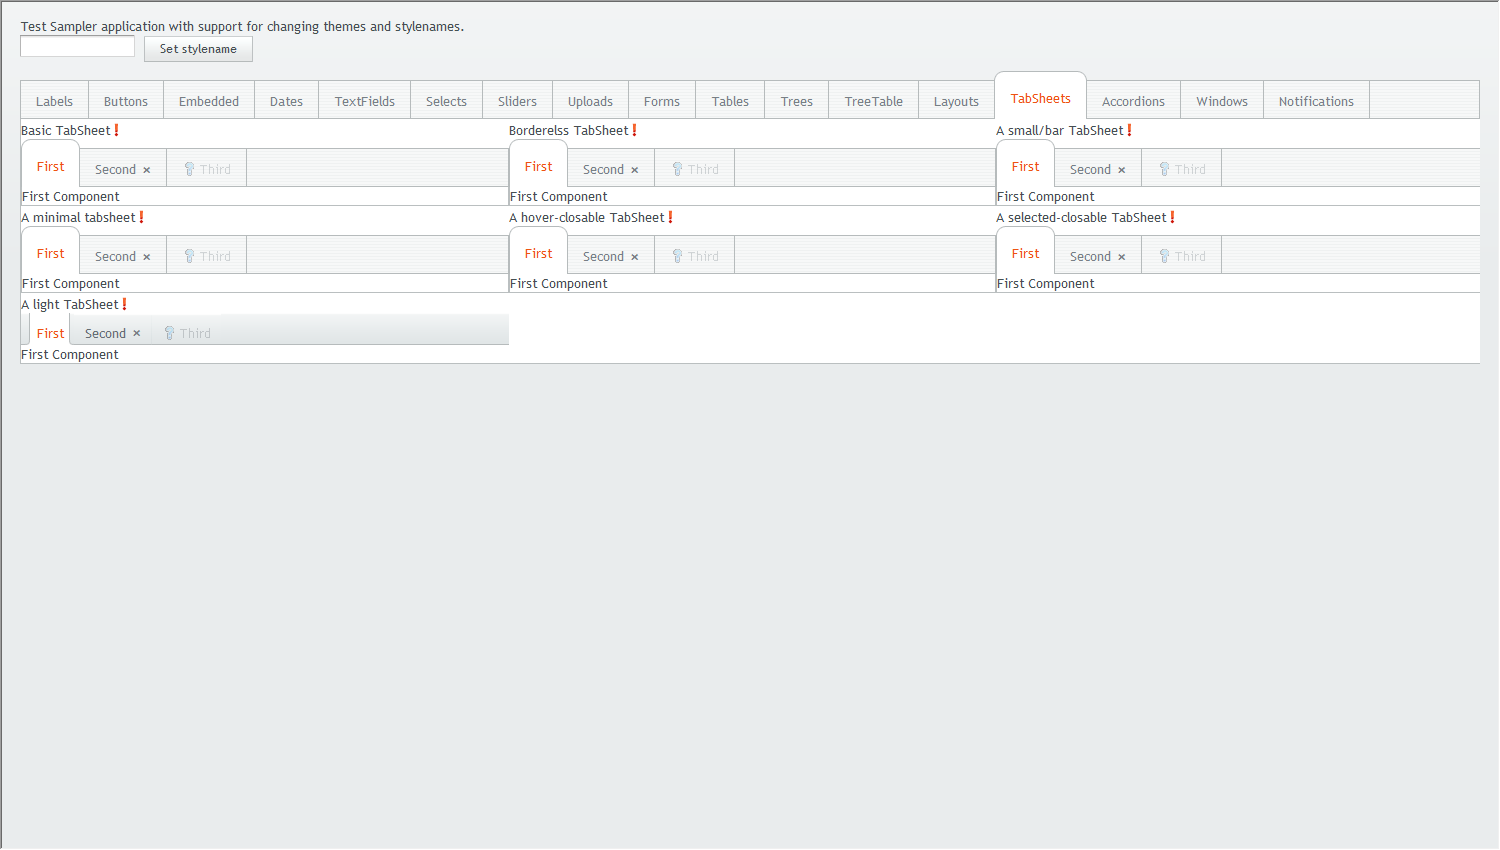 Test Sampler application with support for changing themes and stylenames.
Set stylename
Labels Buttons Embedded Dates TextFields Selects Sliders Uploads Forms Tables Trees TreeTable Layouts TabSheets Accordions Windows Notifications
Basic TabSheet❗ Borderelss TabSheet❗ A small/bar TabSheet❗
First Second × Third First Second × Third First Second × Third
First Component First Component First Component
A minimal tabsheet❗ A hover-closable TabSheet❗ A selected-closable TabSheet❗
First Second × Third First Second × Third First Second × Third
First Component First Component First Component
A light TabSheet❗
First Second × Third
First Component